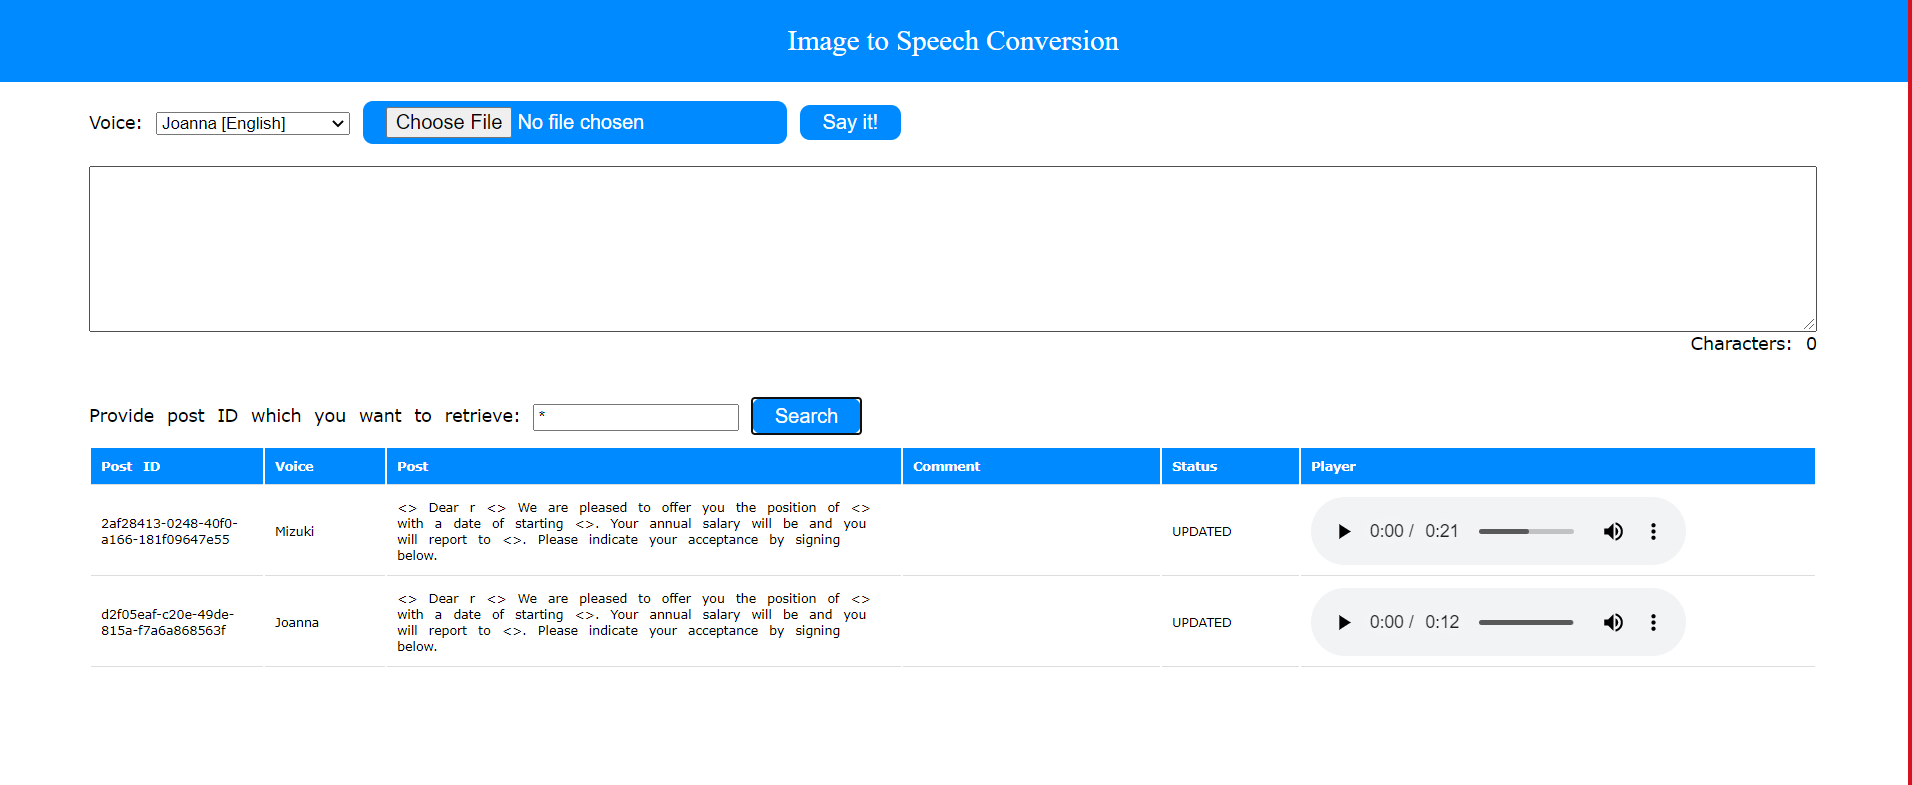 Image to Speech Conversion
Voice: Joanna [English] Choose File No file chosen Say it!
Characters: 0
Provide post ID which you want to retrieve: * Search
Post ID Voice Post Comment Status Player
2af28413-0248-40f0-
a166-181f09647e55
Mizuki
<> Dear r <> We are pleased to offer you the position of <>
with a date of starting <>. Your annual salary will be and you
will report to <>. Please indicate your acceptance by signing
below.
UPDATED
0:00 / 0:21
d2f05eaf-c20e-49de-
815a-f7a6a868563f
Joanna
<> Dear r <> We are pleased to offer you the position of <>
with a date of starting <>. Your annual salary will be and you
will report to <>. Please indicate your acceptance by signing
below.
UPDATED
0:00 / 0:12